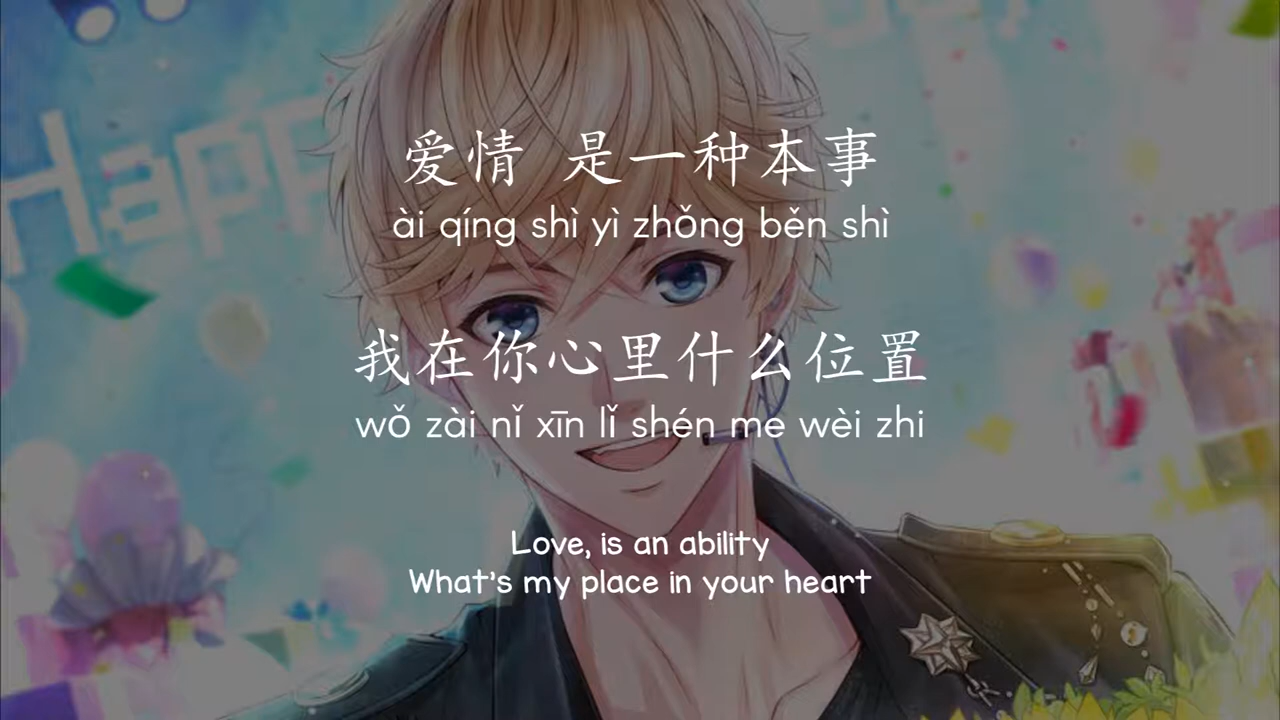 Happ
爱情 是一种本事
ài qíng shì yì zhǒng běn shì
我在你心里什么位置
wǒ zài nǐ xīn lǐ shén me wèi zhi
Love, is an ability
What's my place in your heart